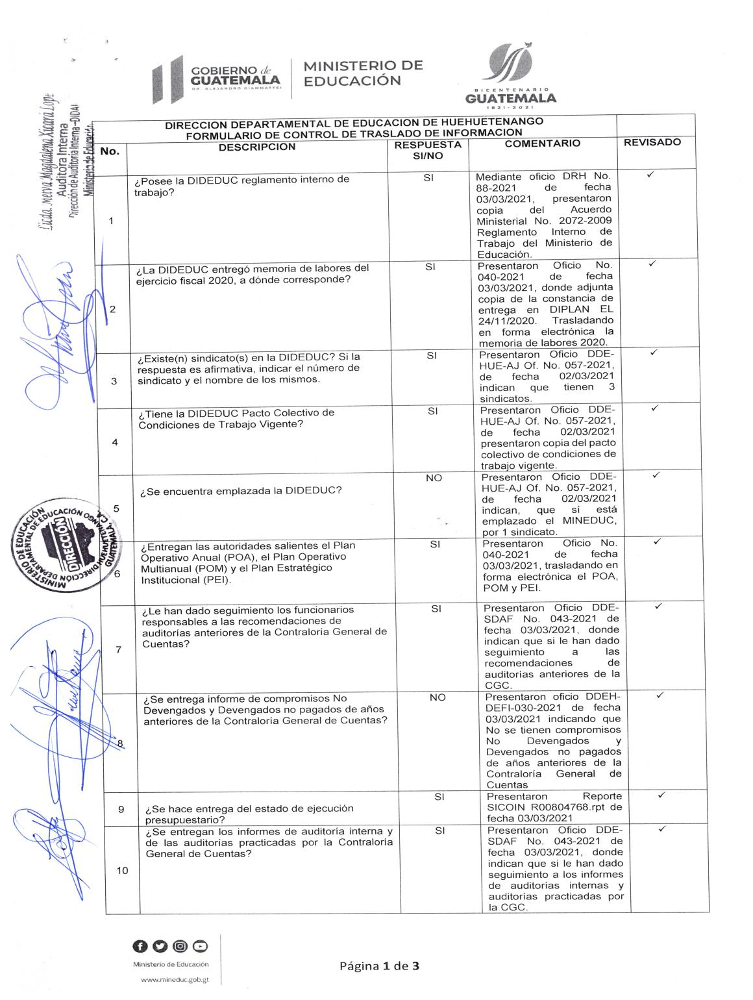 GOBIERNO de
GUATEMALA
DR. ALEJANDRO GIAMMATTEI
MINISTERIO DE
EDUCACIÓN
BICENTENARIO
GUATEMALA
1821-2021
Auditora Interna
Dirección de Auditoría Interna-DIDAI
Ministerio de Educación
DIRECCION DEPARTAMENTAL DE EDUCACION DE HUEHUETENANGO
FORMULARIO DE CONTROL DE TRASLADO DE INFORMACION
No.
DESCRIPCION
RESPUESTA
SI/NO
COMENTARIO
REVISADO
1
¿Posee la DIDEDUC reglamento interno de
trabajo?
SI
Mediante oficio DRH No.
88-2021 de fecha
03/03/2021, presentaron
copia del Acuerdo
Ministerial No. 2072-2009
Reglamento Interno de
Trabajo del Ministerio de
Educación.
✓
2
¿La DIDEDUC entregó memoria de labores del
ejercicio fiscal 2020, a dónde corresponde?
SI
Presentaron Oficio No.
040-2021 de fecha
03/03/2021, donde adjunta
copia de la constancia de
entrega en DIPLAN EL
24/11/2020. Trasladando
en forma electrónica la
memoria de labores 2020.
✓
3
¿Existe(n) sindicato(s) en la DIDEDUC? Si la
respuesta es afirmativa, indicar el número de
sindicato y el nombre de los mismos.
SI
Presentaron Oficio DDE-
HUE-AJ Of. No. 057-2021,
de fecha 02/03/2021
indican que tienen 3
sindicatos.
✓
4
¿Tiene la DIDEDUC Pacto Colectivo de
Condiciones de Trabajo Vigente?
SI
Presentaron Oficio DDE-
HUE-AJ Of. No. 057-2021,
de fecha 02/03/2021
presentaron copia del pacto
colectivo de condiciones de
trabajo vigente.
✓
5
¿Se encuentra emplazada la DIDEDUC?
NO
Presentaron Oficio DDE-
HUE-AJ Of. No. 057-2021,
de fecha 02/03/2021
indican, que sí está
emplazado el MINEDUC,
por 1 sindicato.
✓
MINISTERIO DE EDUCACIÓN
DIRECCIÓN DEPARTAMENTAL DE EDUCACIÓN
HUEHUETENANGO
GUATEMALA, C.A.
DIRECCIÓN
6
¿Entregan las autoridades salientes el Plan
Operativo Anual (POA), el Plan Operativo
Multianual (POM) y el Plan Estratégico
Institucional (PEI).
SI
Presentaron Oficio No.
040-2021 de fecha
03/03/2021, trasladando en
forma electrónica el POA,
POM y PEI.
✓
7
¿Le han dado seguimiento los funcionarios
responsables a las recomendaciones de
auditorías anteriores de la Contraloría General de
Cuentas?
SI
Presentaron Oficio DDE-
SDAF No. 043-2021 de
fecha 03/03/2021, donde
indican que si le han dado
seguimiento a las
recomendaciones de
auditorías anteriores de la
CGC.
✓
8
¿Se entrega informe de compromisos No
Devengados y Devengados no pagados de años
anteriores de la Contraloría General de Cuentas?
NO
Presentaron oficio DDEH-
DEFI-030-2021 de fecha
03/03/2021 indicando que
No se tienen compromisos
No Devengados y
Devengados no pagados
de años anteriores de la
Contraloría General de
Cuentas
✓
9
¿Se hace entrega del estado de ejecución
presupuestario?
SI
Presentaron Reporte
SICOIN R00804768.rpt de
fecha 03/03/2021
✓
10
¿Se entregan los informes de auditoría interna y
de las auditorías practicadas por la Contraloría
General de Cuentas?
SI
Presentaron Oficio DDE-
SDAF No. 043-2021 de
fecha 03/03/2021, donde
indican que si le han dado
seguimiento a los informes
de auditorías internas y
auditorías practicadas por
la CGC.
✓
Ministerio de Educación
www.mineduc.gob.gt
Página 1 de 3